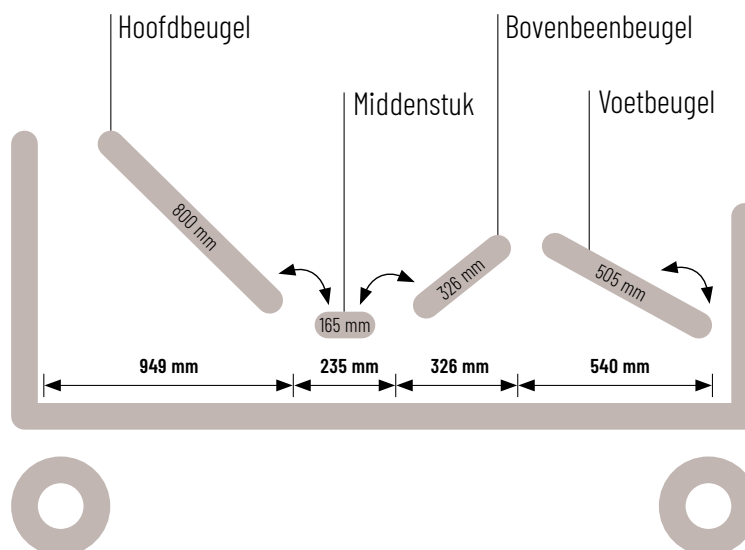 Hoofdbeugel
Bovenbeenbeugel
Middenstuk
Voetbeugel
800 mm
326 mm
505 mm
165 mm
949 mm
235 mm
326 mm
540 mm